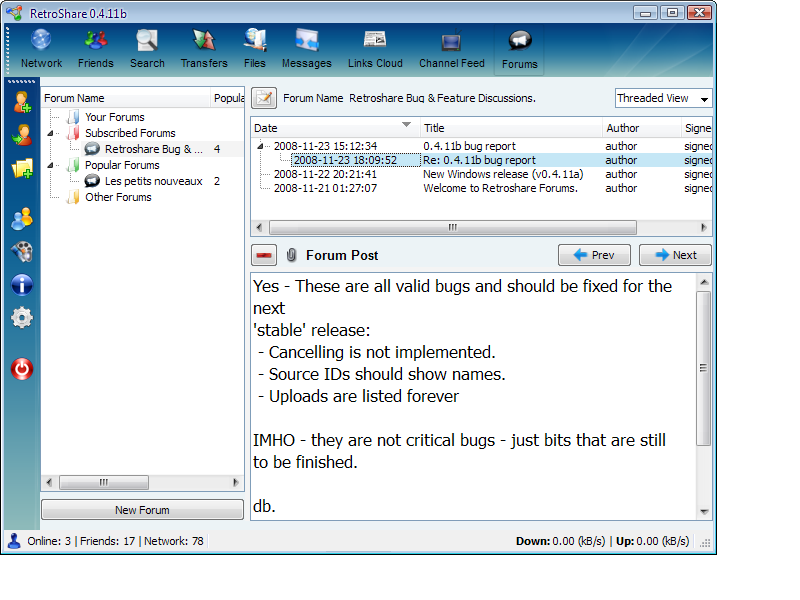 RetroShare 0.4.11b
Network Friends Search Transfers Files Messages Links Cloud Channel Feed Forums
Forum Name Popula
Your Forums
Subscribed Forums
Retroshare Bug & ... 4
Popular Forums
Les petits nouveaux 2
Other Forums
New Forum
Forum Name Retroshare Bug & Feature Discussions.
Threaded View
Date Title Author Signe
2008-11-23 15:12:34 0.4.11b bug report author signed
2008-11-23 18:09:52 Re: 0.4.11b bug report author signed
2008-11-22 20:21:41 New Windows release (v0.4.11a) author signed
2008-11-21 01:27:07 Welcome to Retroshare Forums. author signed
Forum Post
Prev Next
Yes - These are all valid bugs and should be fixed for the
next
'stable' release:
- Cancelling is not implemented.
- Source IDs should show names.
- Uploads are listed forever
IMHO - they are not critical bugs - just bits that are still
to be finished.
db.
Online: 3 | Friends: 17 | Network: 78
Down: 0.00 (kB/s) | Up: 0.00 (kB/s)